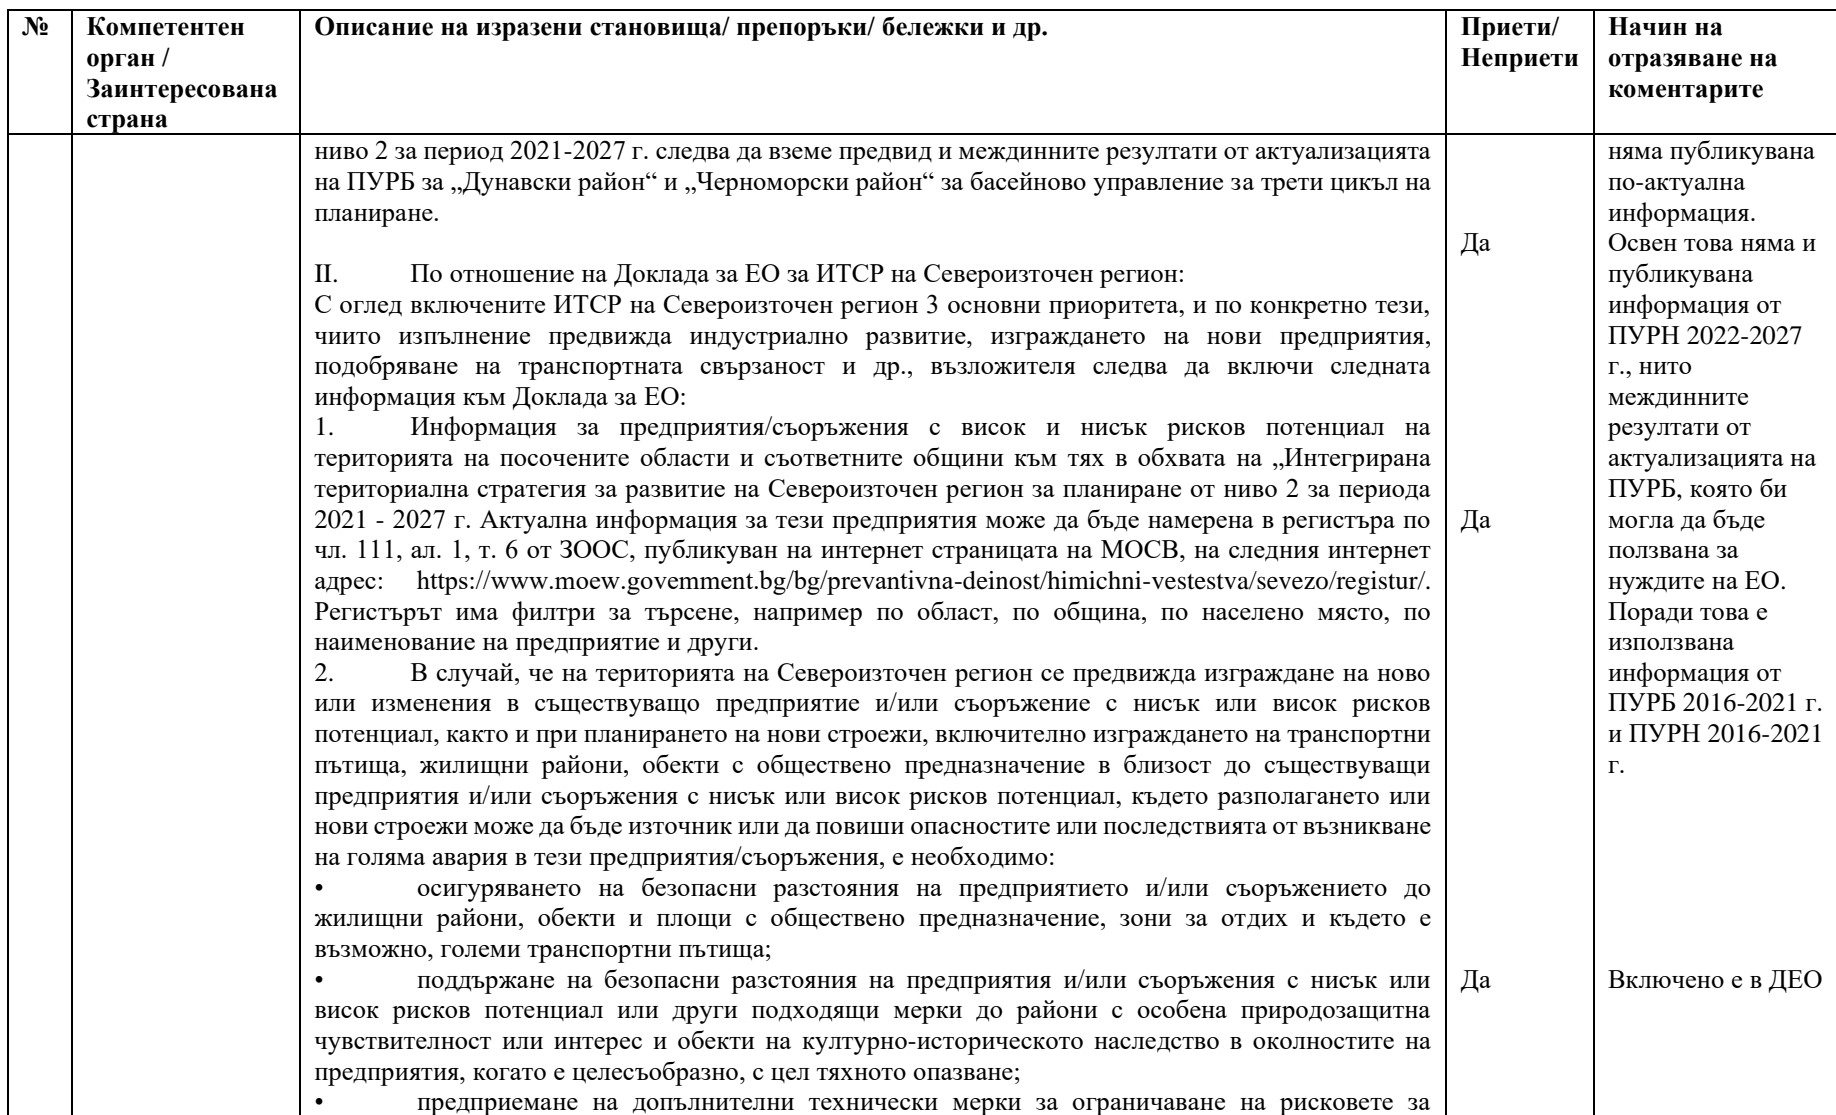 №
Компетентен
орган /
Заинтересована
страна
Описание на изразени становища/ препоръки/ бележки и др.
Приети/
Неприети
Начин на
отразяване на
коментарите
ниво 2 за период 2021-2027 г. следва да вземе предвид и междинните резултати от актуализацията
на ПУРБ за „Дунавски район“ и „Черноморски район“ за басейново управление за трети цикъл на
планиране.
II. По отношение на Доклада за ЕО за ИТСР на Североизточен регион:
С оглед включените ИТСР на Североизточен регион 3 основни приоритета, и по конкретно тези,
чиито изпълнение предвижда индустриално развитие, изграждането на нови предприятия,
подобряване на транспортната свързаност и др., възложителя следва да включи следната
информация към Доклада за ЕО:
1. Информация за предприятия/съоръжения с висок и нисък рисков потенциал на
територията на посочените области и съответните общини към тях в обхвата на „Интегрирана
териториална стратегия за развитие на Североизточен регион за планиране от ниво 2 за периода
2021 - 2027 г. Актуална информация за тези предприятия може да бъде намерена в регистъра по
чл. 111, ал. 1, т. 6 от ЗООС, публикуван на интернет страницата на МОСВ, на следния интернет
адрес: https://www.moew.govemment.bg/bg/prevantivna-deinost/himichni-vestestva/sevezo/registur/.
Регистърът има филтри за търсене, например по област, по община, по населено място, по
наименование на предприятие и други.
2. В случай, че на територията на Североизточен регион се предвижда изграждане на ново
или изменения в съществуващо предприятие и/или съоръжение с нисък или висок рисков
потенциал, както и при планирането на нови строежи, включително изграждането на транспортни
пътища, жилищни райони, обекти с обществено предназначение в близост до съществуващи
предприятия и/или съоръжения с нисък или висок рисков потенциал, където разполагането или
нови строежи може да бъде източник или да повиши опасностите или последствията от възникване
на голяма авария в тези предприятия/съоръжения, е необходимо:
• осигуряването на безопасни разстояния на предприятието и/или съоръжението до
жилищни райони, обекти и площи с обществено предназначение, зони за отдих и където е
възможно, големи транспортни пътища;
• поддържане на безопасни разстояния на предприятия и/или съоръжения с нисък или
висок рисков потенциал или други подходящи мерки до райони с особена природозащитна
чувствителност или интерес и обекти на културно-историческото наследство в околностите на
предприятия, когато е целесъобразно, с цел тяхното опазване;
• предприемане на допълнителни технически мерки за ограничаване на рисковете за
Да
Да
Да
няма публикувана
по-актуална
информация.
Освен това няма и
публикувана
информация от
ПУРН 2022-2027
г., нито
междинните
резултати от
актуализацията на
ПУРБ, която би
могла да бъде
ползвана за
нуждите на ЕО.
Поради това е
използвана
информация от
ПУРБ 2016-2021 г.
и ПУРН 2016-2021
г.
Включено е в ДЕО